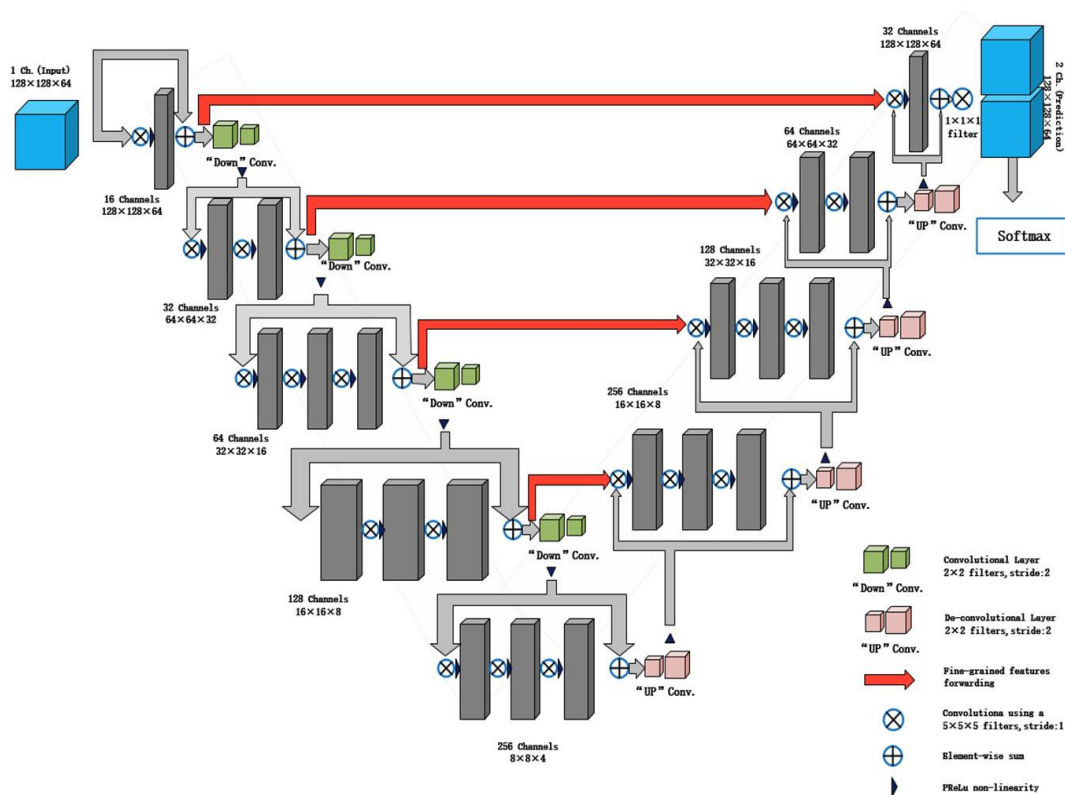 1 Ch. (Input)
128×128×64
16 Channels
128×128×64
"Down" Conv.
32 Channels
64×64×32
"Down" Conv.
64 Channels
32×32×16
"Down" Conv.
128 Channels
16×16×8
"Down" Conv.
256 Channels
8×8×4
"UP" Conv.
256 Channels
16×16×8
"UP" Conv.
128 Channels
32×32×16
"UP" Conv.
64 Channels
64×64×32
"UP" Conv.
32 Channels
128×128×64
1×1×1
filter
2 Ch. (Prediction)
128×128×64
Softmax
"Down" Conv.
Convolutional Layer
2×2 filters, stride:2
"UP" Conv.
De-convolutional Layer
2×2 filters, stride:2
Fine-grained features
forwarding
Convolutiona using a
5×5×5 filters, stride:1
Element-wise sum
PReLu non-linearity